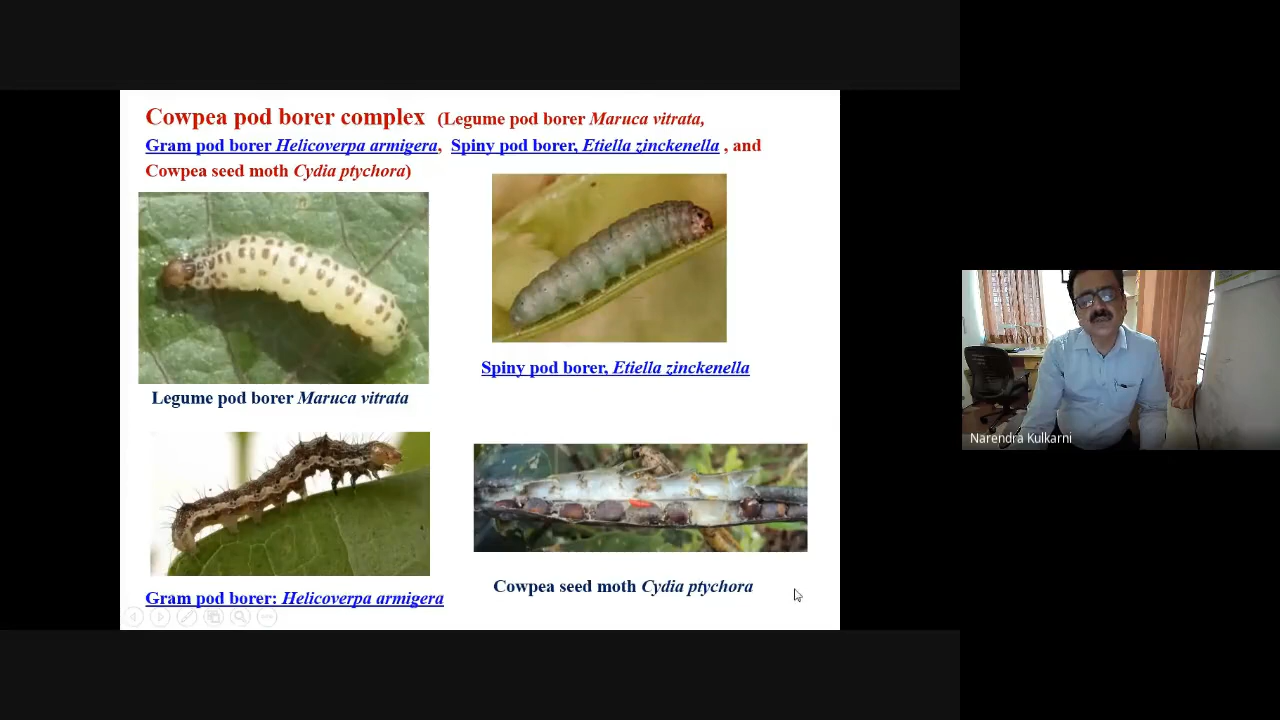 Cowpea pod borer complex (Legume pod borer Maruca vitrata,
Gram pod borer Helicoverpa armigera, Spiny pod borer, Etiella zinckenella , and
Cowpea seed moth Cydia ptychora)
Spiny pod borer, Etiella zinckenella
Legume pod borer Maruca vitrata
Cowpea seed moth Cydia ptychora
Gram pod borer: Helicoverpa armigera
Narendra Kulkarni